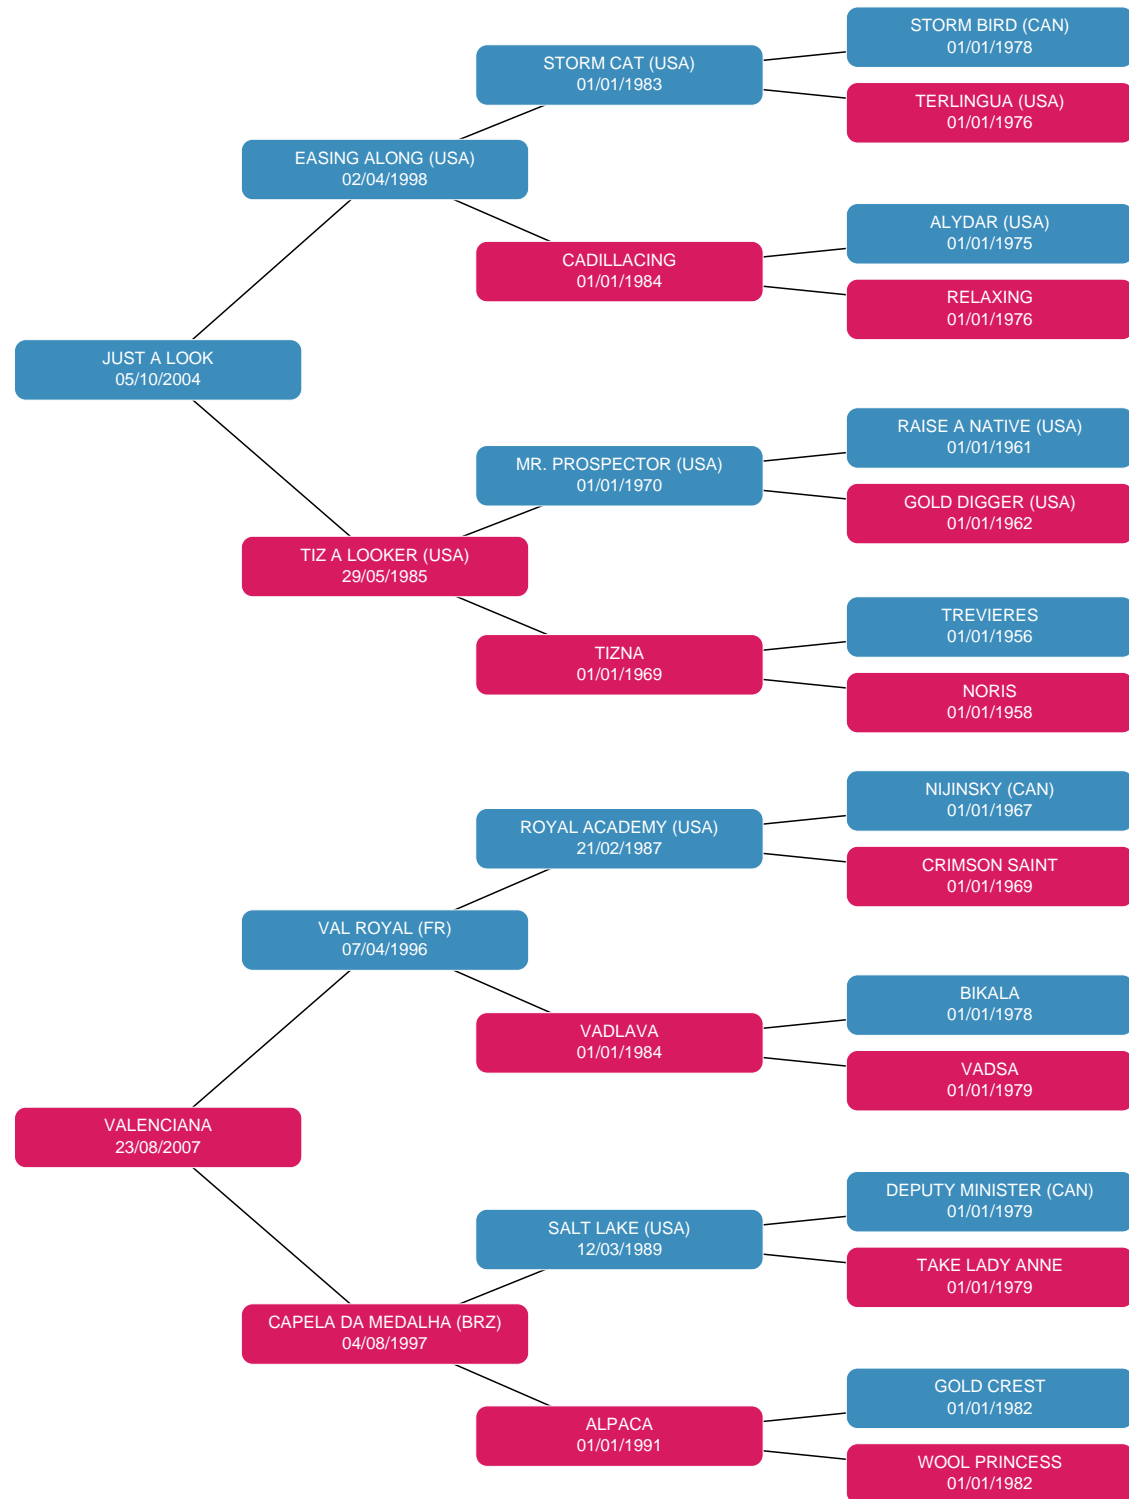 STORM BIRD (CAN)
01/01/1978
STORM CAT (USA)
01/01/1983
TERLINGUA (USA)
01/01/1976
EASING ALONG (USA)
02/04/1998
ALYDAR (USA)
01/01/1975
CADILLACING
01/01/1984
RELAXING
01/01/1976
JUST A LOOK
05/10/2004
RAISE A NATIVE (USA)
01/01/1961
MR. PROSPECTOR (USA)
01/01/1970
GOLD DIGGER (USA)
01/01/1962
TIZ A LOOKER (USA)
29/05/1985
TREVIERES
01/01/1956
TIZNA
01/01/1969
NORIS
01/01/1958
NIJINSKY (CAN)
01/01/1967
ROYAL ACADEMY (USA)
21/02/1987
CRIMSON SAINT
01/01/1969
VAL ROYAL (FR)
07/04/1996
BIKALA
01/01/1978
VADLAVA
01/01/1984
VADSA
01/01/1979
VALENCIANA
23/08/2007
DEPUTY MINISTER (CAN)
01/01/1979
SALT LAKE (USA)
12/03/1989
TAKE LADY ANNE
01/01/1979
CAPELA DA MEDALHA (BRZ)
04/08/1997
GOLD CREST
01/01/1982
ALPACA
01/01/1991
WOOL PRINCESS
01/01/1982